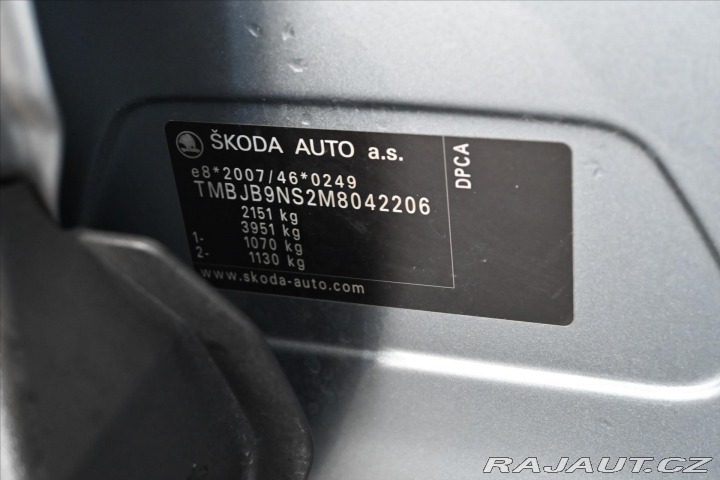 ŠKODA AUTO a.s.
e8*2007/46*0249
TMBJB9NS2M8042206
2151 kg
3951 kg
1- 1070 kg
2- 1130 kg
www.skoda-auto.com
DPCA
RAJAUT.CZ